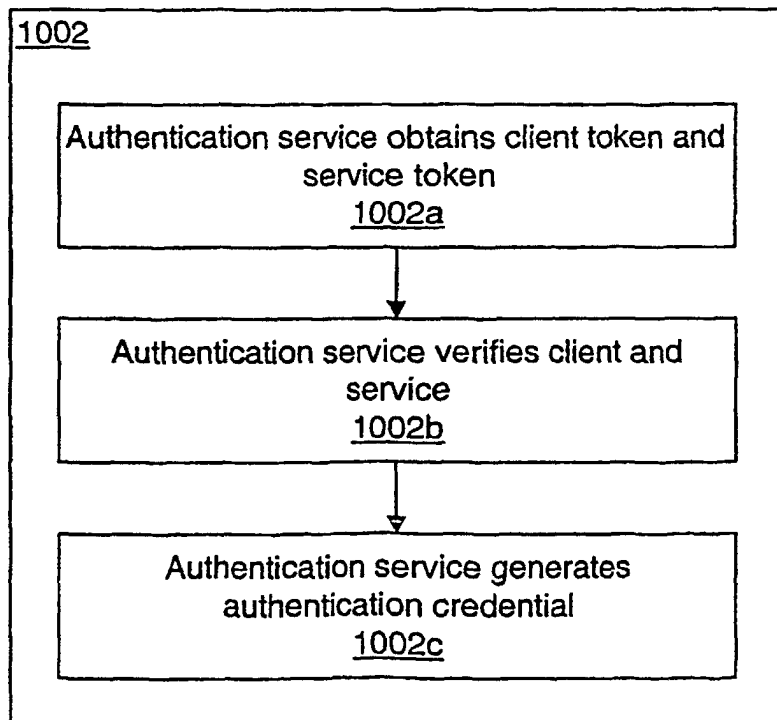 1002
Authentication service obtains client token and
service token
1002a
Authentication service verifies client and
service
1002b
Authentication service generates
authentication credential
1002c